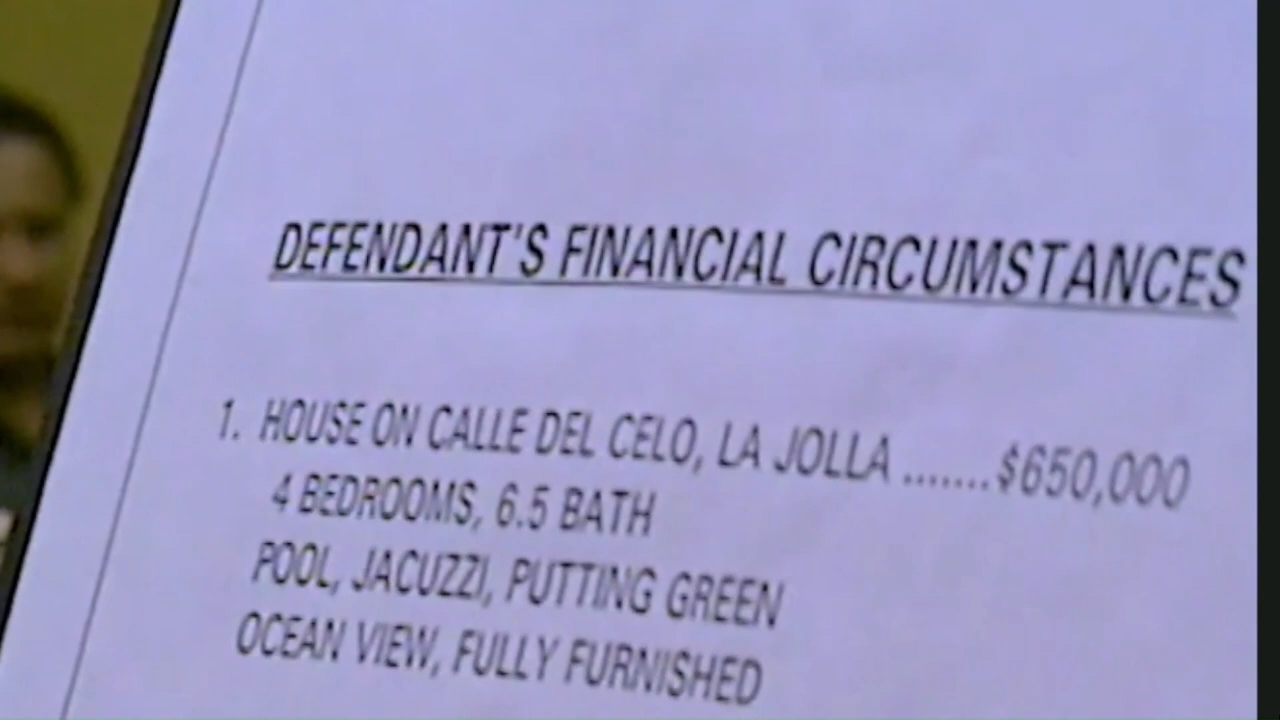 DEFENDANT'S FINANCIAL CIRCUMSTANCES
1. HOUSE ON CALLE DEL CELO, LA JOLLA .......$650,000
4 BEDROOMS, 6.5 BATH
POOL, JACUZZI, PUTTING GREEN
OCEAN VIEW, FULLY FURNISHED